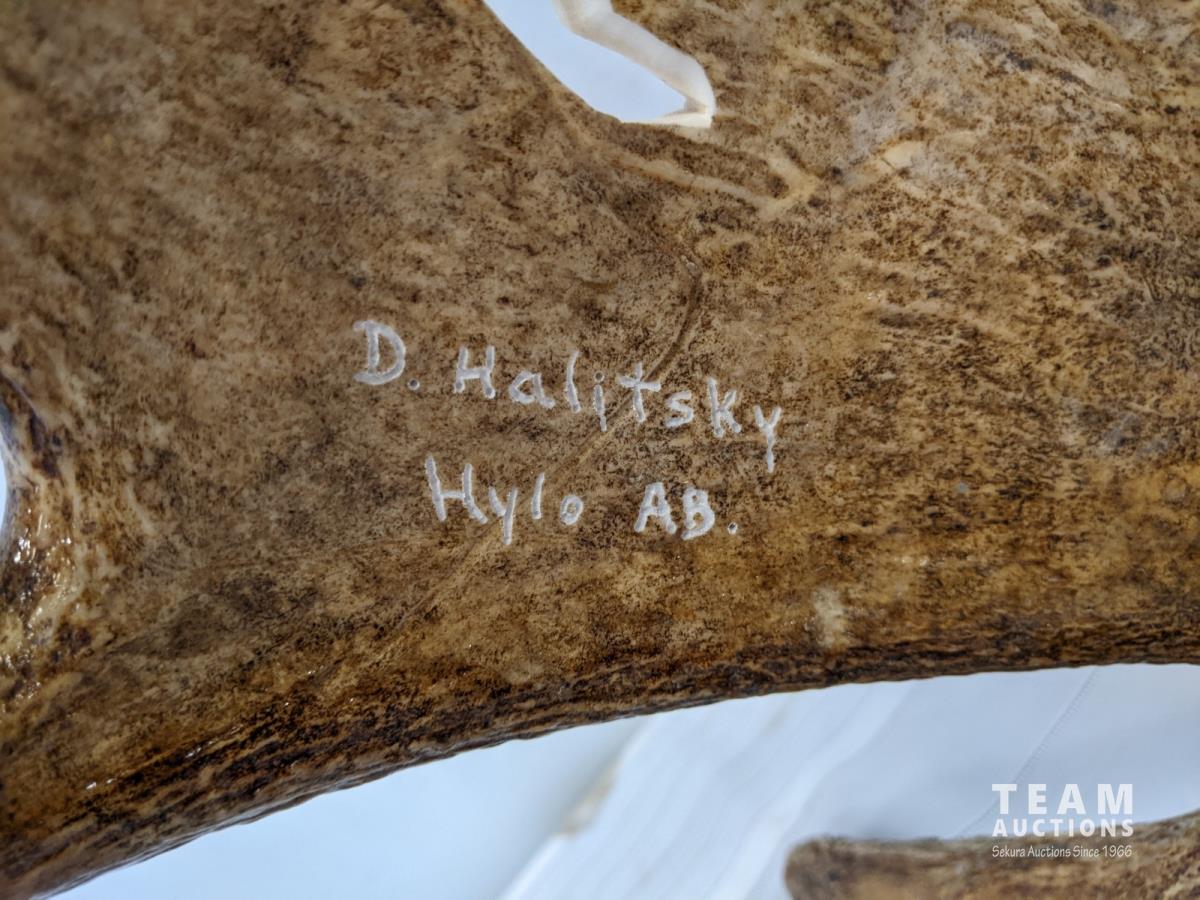 D. Halitsky
Hylo AB.
TEAM
AUCTIONS
Sekura Auctions Since 1966